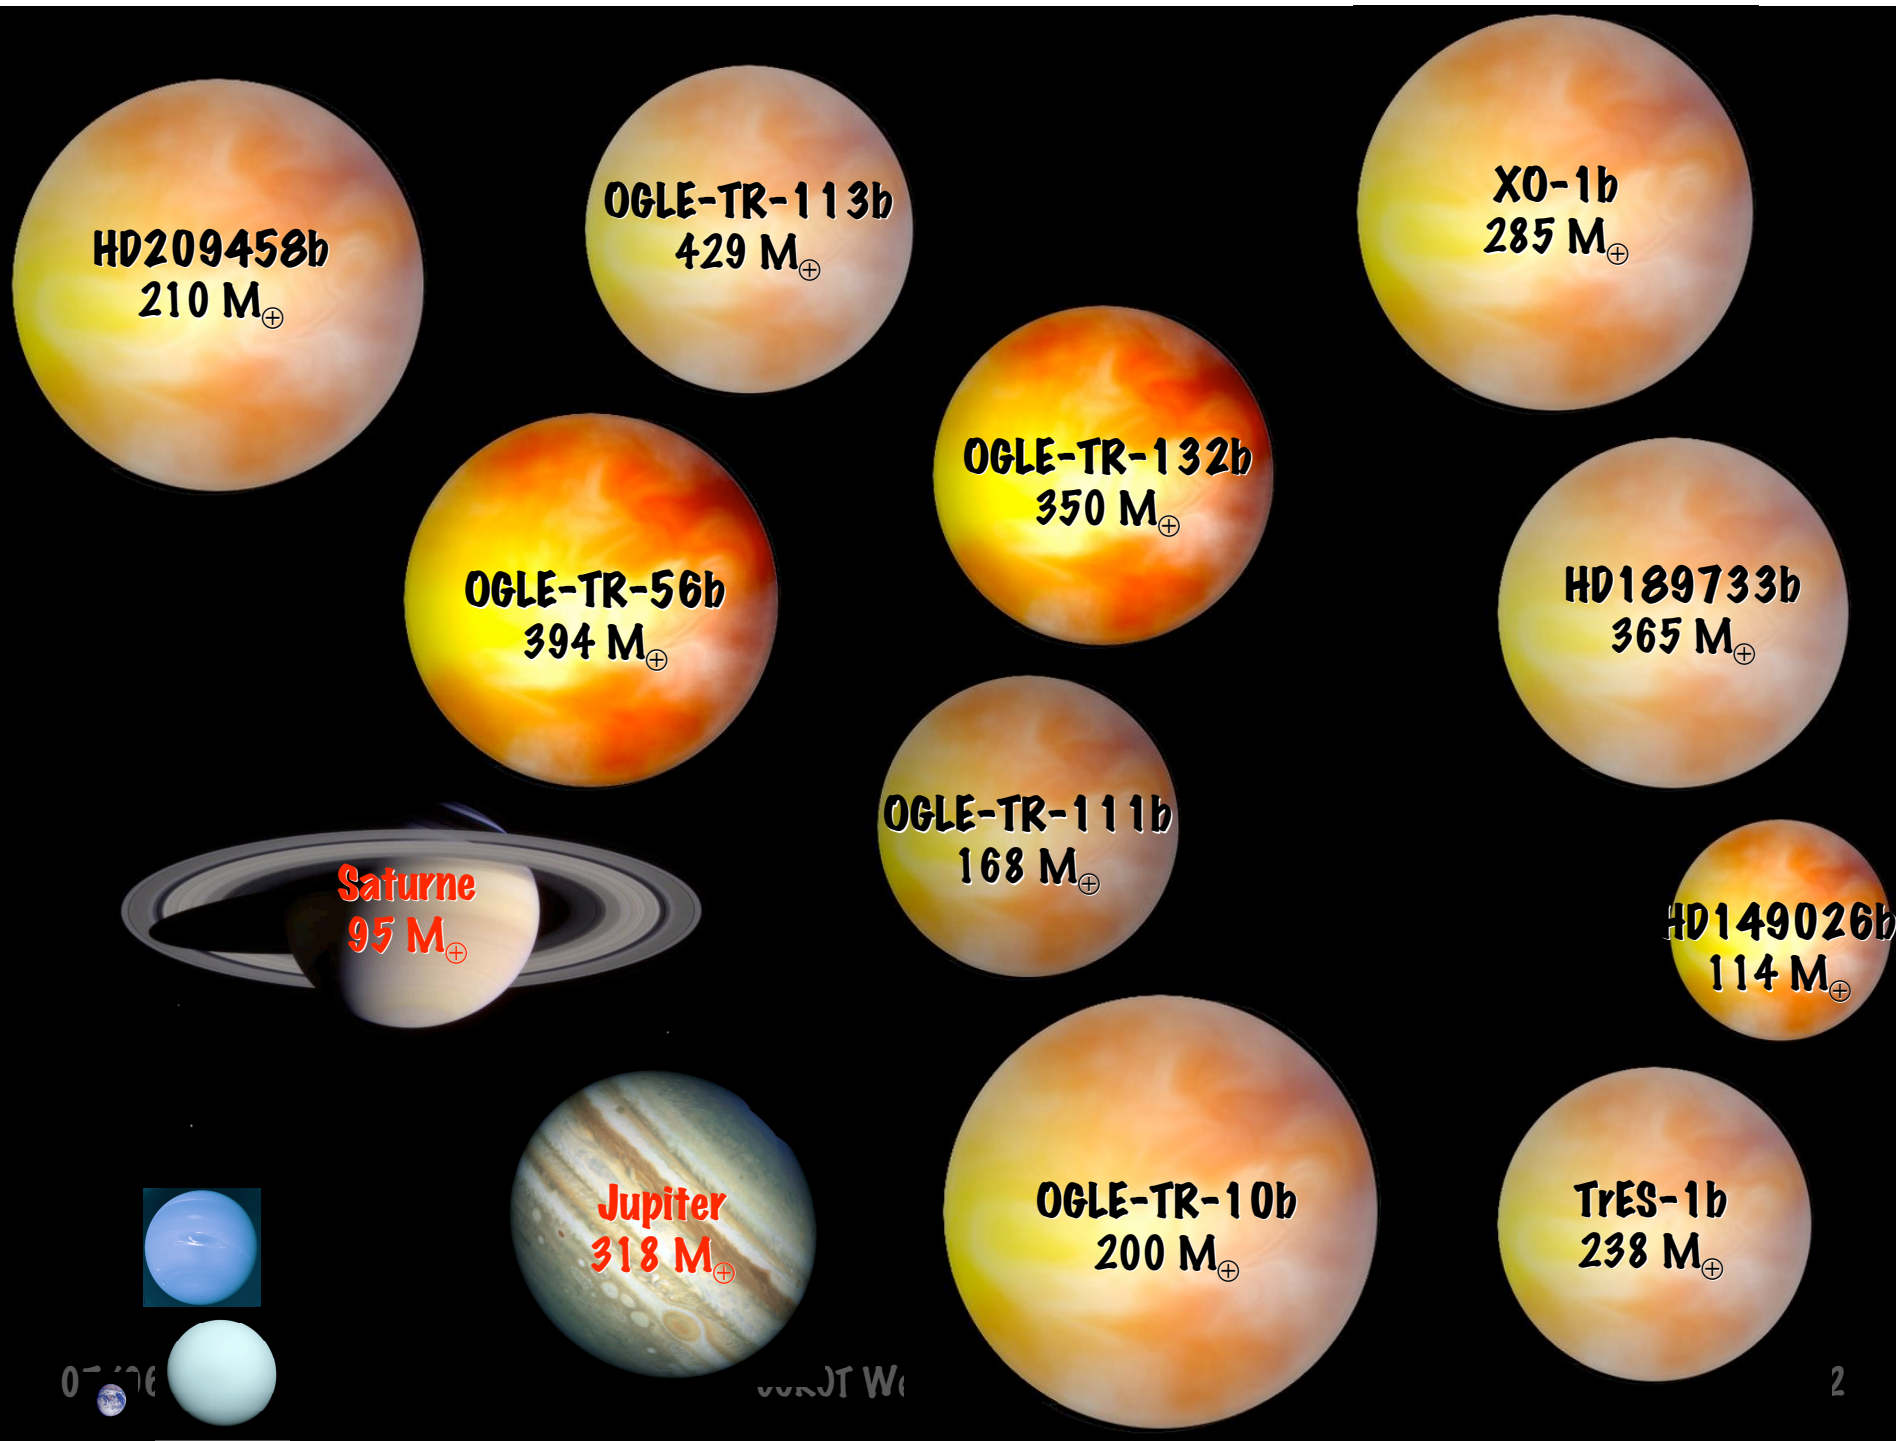 XO-1b
285 M⊕
OGLE-TR-113b
429 M⊕
HD209458b
210 M⊕
OGLE-TR-132b
350 M⊕
OGLE-TR-56b
394 M⊕
HD189733b
365 M⊕
OGLE-TR-111b
168 M⊕
Saturne
95 M⊕
HD149026b
114 M⊕
Jupiter
318 M⊕
OGLE-TR-10b
200 M⊕
TrES-1b
238 M⊕
2